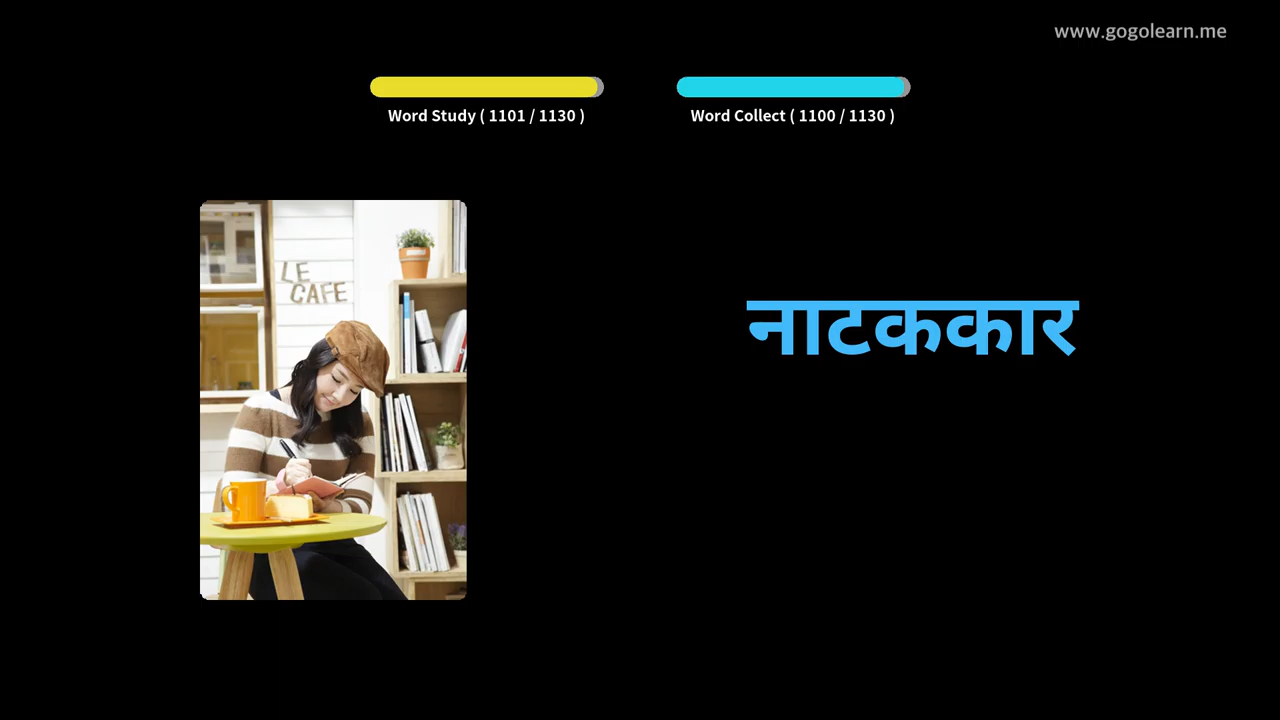 www.gogolearn.me
Word Study ( 1101 / 1130 )
Word Collect ( 1100 / 1130 )
LE
CAFE
नाटककार